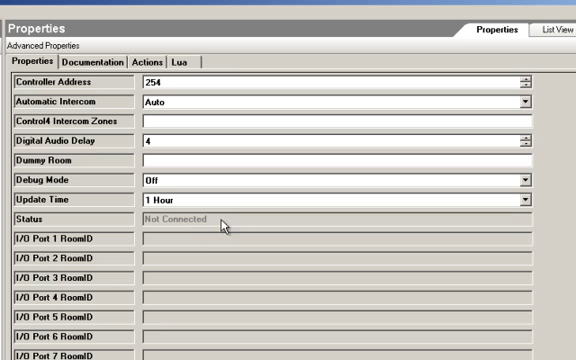 Properties
Properties
List View
Advanced Properties
Properties Documentation Actions Lua
Controller Address 254
Automatic Intercom Auto
Control4 Intercom Zones
Digital Audio Delay 4
Dummy Room
Debug Mode Off
Update Time 1 Hour
Status Not Connected
I/O Port 1 RoomID
I/O Port 2 RoomID
I/O Port 3 RoomID
I/O Port 4 RoomID
I/O Port 5 RoomID
I/O Port 6 RoomID
I/O Port 7 RoomID